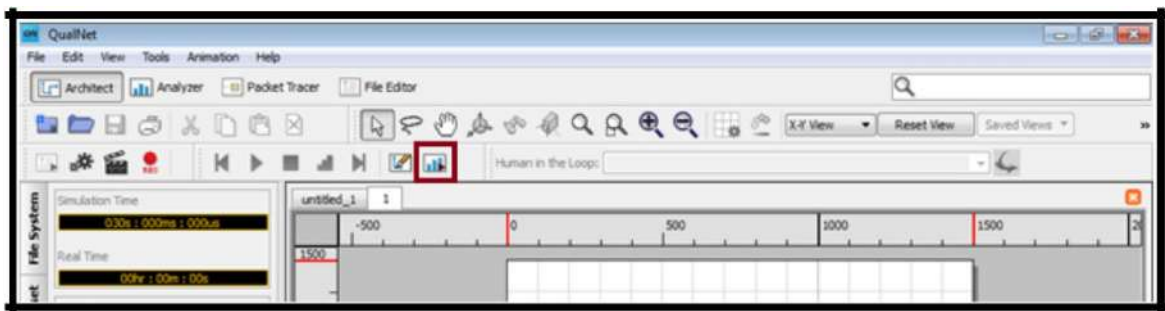 QualNet
File Edit View Tools Animation Help
Architect Analyzer Packet Tracer File Editor
X-Y View Reset View Saved Views »
REC Human in the Loop:
File System
Simulation Time
030s : 000ms : 000us
Real Time
00hr : 00m : 00s
untitled_1 1
-500 0 500 1000 1500 2
1500